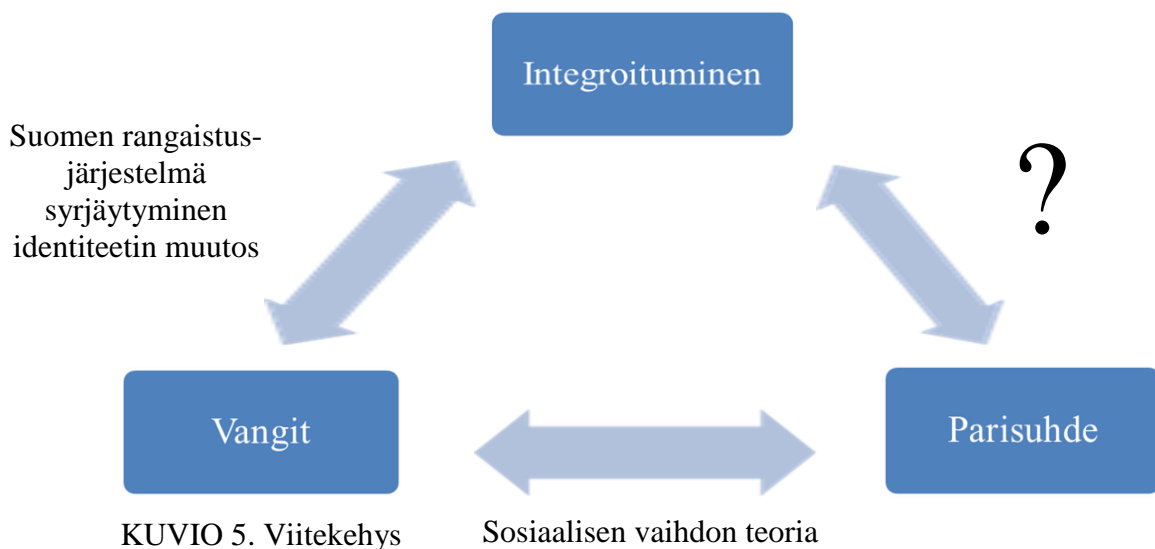 Integroituminen
Suomen rangaistus-
järjestelmä
syrjäytyminen
identiteetin muutos
?
Vangit
Parisuhde
KUVIO 5. Viitekehys
Sosiaalisen vaihdon teoria